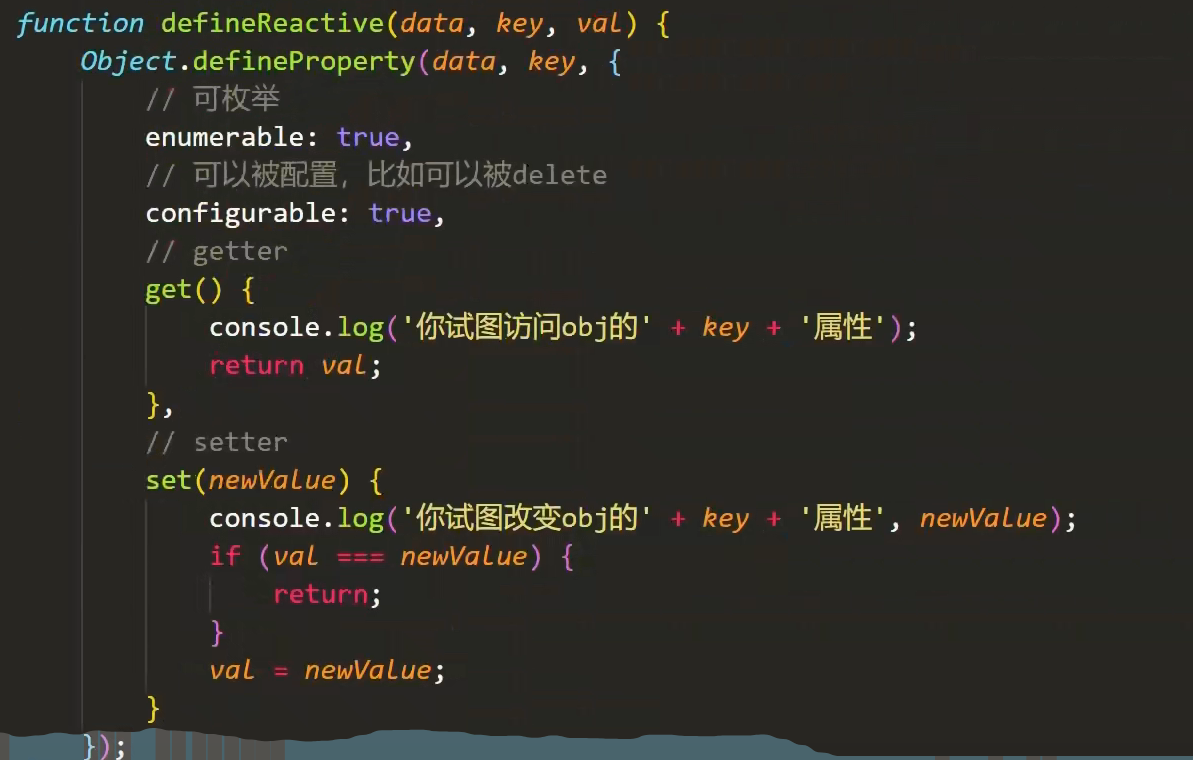 function defineReactive(data, key, val) {
Object.defineProperty(data, key, {
// 可枚举
enumerable: true,
// 可以被配置，比如可以被delete
configurable: true,
// getter
get() {
console.log('你试图访问obj的' + key + '属性');
return val;
},
// setter
set(newValue) {
console.log('你试图改变obj的' + key + '属性', newValue);
if (val === newValue) {
return;
}
val = newValue;
}
});